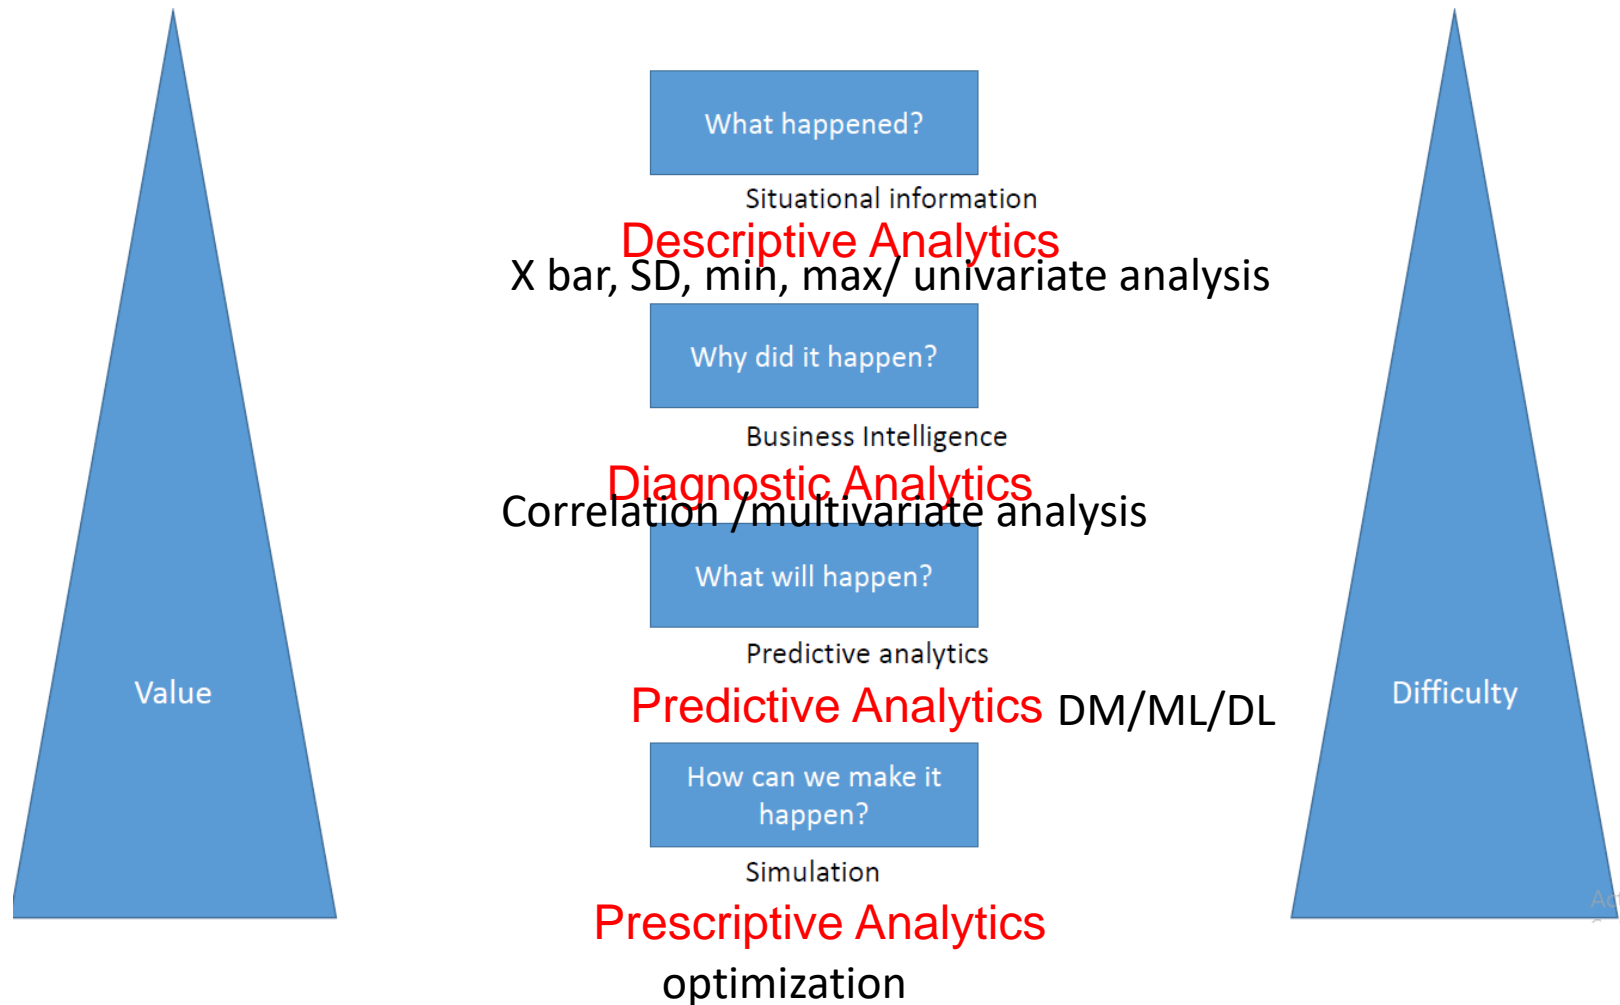 What happened?
Situational information
Descriptive Analytics
X bar, SD, min, max/ univariate analysis
Why did it happen?
Business Intelligence
Diagnostic Analytics
Correlation /multivariate analysis
What will happen?
Predictive analytics
Value
Predictive Analytics DM/ML/DL
Difficulty
How can we make it
happen?
Simulation
Prescriptive Analytics
optimization